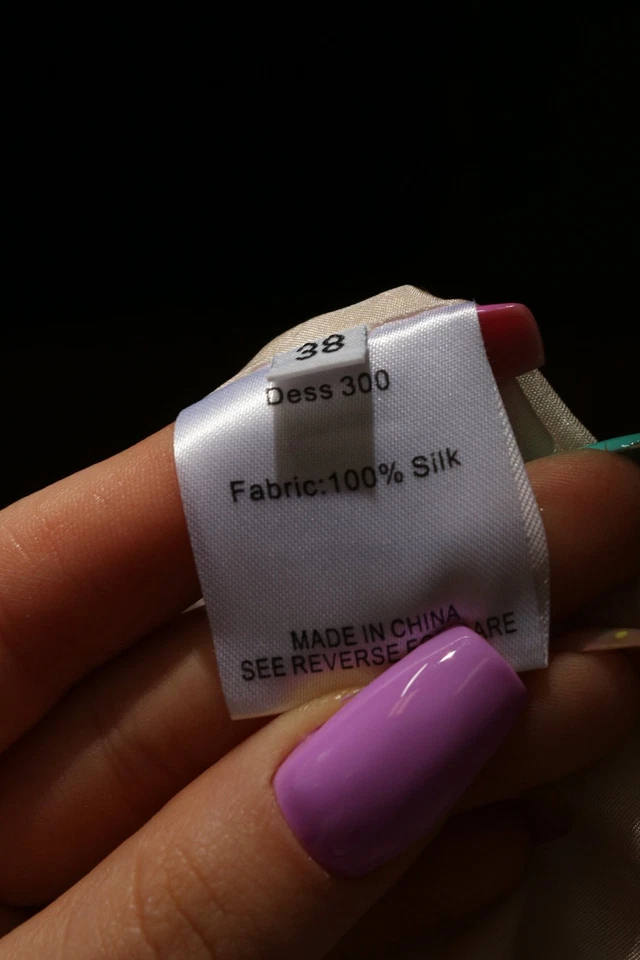 38
Dess 300
Fabric:100% Silk
MADE IN CHINA
SEE REVERSE